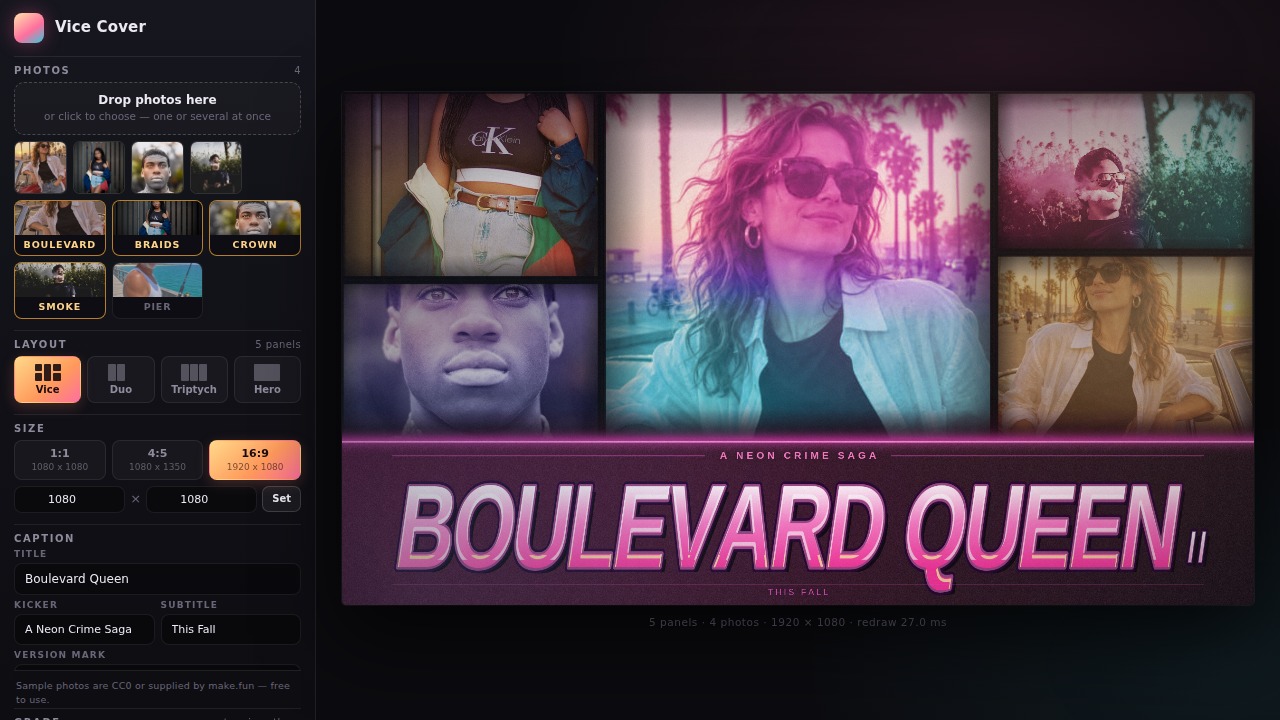 Vice Cover
PHOTOS 4
Drop photos here
or click to choose — one or several at once
BOULEVARD BRAIDS CROWN
SMOKE PIER
LAYOUT 5 panels
Vice Duo Triptych Hero
SIZE
1:1 4:5 16:9
1080 x 1080 1080 x 1350 1920 x 1080
1080 × 1080 Set
CAPTION
TITLE
Boulevard Queen
KICKER SUBTITLE
A Neon Crime Saga This Fall
VERSION MARK
Sample photos are CC0 or supplied by make.fun — free
to use.
CK
A NEON CRIME SAGA
BOULEVARD QUEEN II
THIS FALL
5 panels · 4 photos · 1920 × 1080 · redraw 27.0 ms